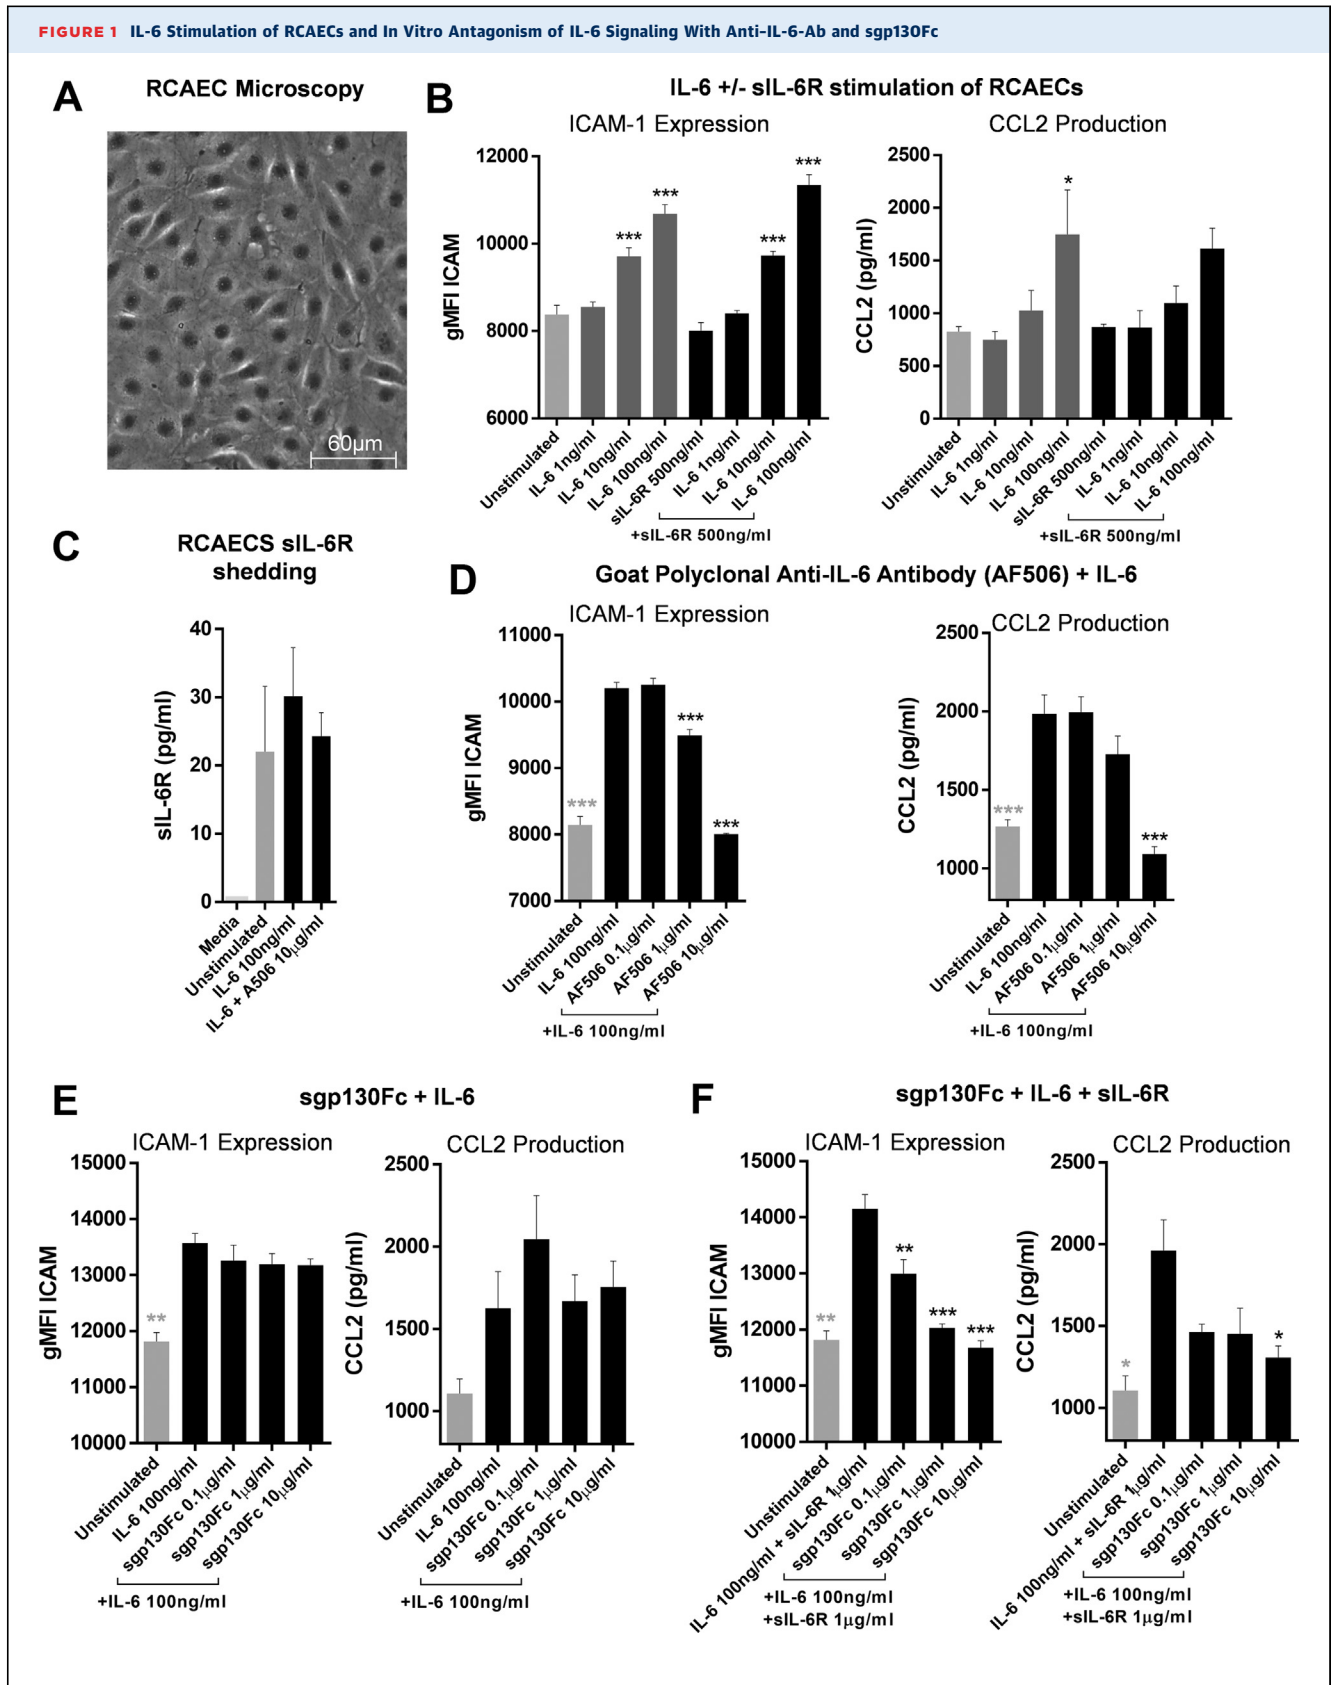 FIGURE 1 IL-6 Stimulation of RCAECs and In Vitro Antagonism of IL-6 Signaling With Anti-IL-6-Ab and sgp130Fc
A
RCAEC Microscopy
60µm
B
IL-6 +/- sIL-6R stimulation of RCAECs
ICAM-1 Expression
gMFI ICAM
12000
10000
8000
6000
***
***
***
***
Unstimulated
IL-6 1ng/ml
IL-6 10ng/ml
IL-6 100ng/ml
sIL-6R 500ng/ml
IL-6 1ng/ml
IL-6 10ng/ml
IL-6 100ng/ml
+sIL-6R 500ng/ml
CCL2 Production
CCL2 (pg/ml)
2500
2000
1500
1000
500
0
*
Unstimulated
IL-6 1ng/ml
IL-6 10ng/ml
IL-6 100ng/ml
sIL-6R 500ng/ml
IL-6 1ng/ml
IL-6 10ng/ml
IL-6 100ng/ml
+sIL-6R 500ng/ml
C
RCAECS sIL-6R
shedding
sIL-6R (pg/ml)
40
30
20
10
0
Media
Unstimulated
IL-6 100ng/ml
IL-6 + A506 10µg/ml
D
Goat Polyclonal Anti-IL-6 Antibody (AF506) + IL-6
ICAM-1 Expression
gMFI ICAM
11000
10000
9000
8000
7000
***
***
***
Unstimulated
IL-6 100ng/ml
AF506 0.1µg/ml
AF506 1µg/ml
AF506 10µg/ml
+IL-6 100ng/ml
CCL2 Production
CCL2 (pg/ml)
2500
2000
1500
1000
***
***
Unstimulated
IL-6 100ng/ml
AF506 0.1µg/ml
AF506 1µg/ml
AF506 10µg/ml
+IL-6 100ng/ml
E
sgp130Fc + IL-6
ICAM-1 Expression
gMFI ICAM
15000
14000
13000
12000
11000
10000
**
Unstimulated
IL-6 100ng/ml
sgp130Fc 0.1µg/ml
sgp130Fc 1µg/ml
sgp130Fc 10µg/ml
+IL-6 100ng/ml
CCL2 Production
CCL2 (pg/ml)
2500
2000
1500
1000
Unstimulated
IL-6 100ng/ml
sgp130Fc 0.1µg/ml
sgp130Fc 1µg/ml
sgp130Fc 10µg/ml
+IL-6 100ng/ml
F
sgp130Fc + IL-6 + sIL-6R
ICAM-1 Expression
gMFI ICAM
15000
14000
13000
12000
11000
10000
**
**
***
***
Unstimulated
IL-6 100ng/ml + sIL-6R 1µg/ml
sgp130Fc 0.1µg/ml
sgp130Fc 1µg/ml
sgp130Fc 10µg/ml
+IL-6 100ng/ml
+sIL-6R 1µg/ml
CCL2 Production
CCL2 (pg/ml)
2500
2000
1500
1000
*
*
Unstimulated
IL-6 100ng/ml + sIL-6R 1µg/ml
sgp130Fc 0.1µg/ml
sgp130Fc 1µg/ml
sgp130Fc 10µg/ml
+IL-6 100ng/ml
+sIL-6R 1µg/ml